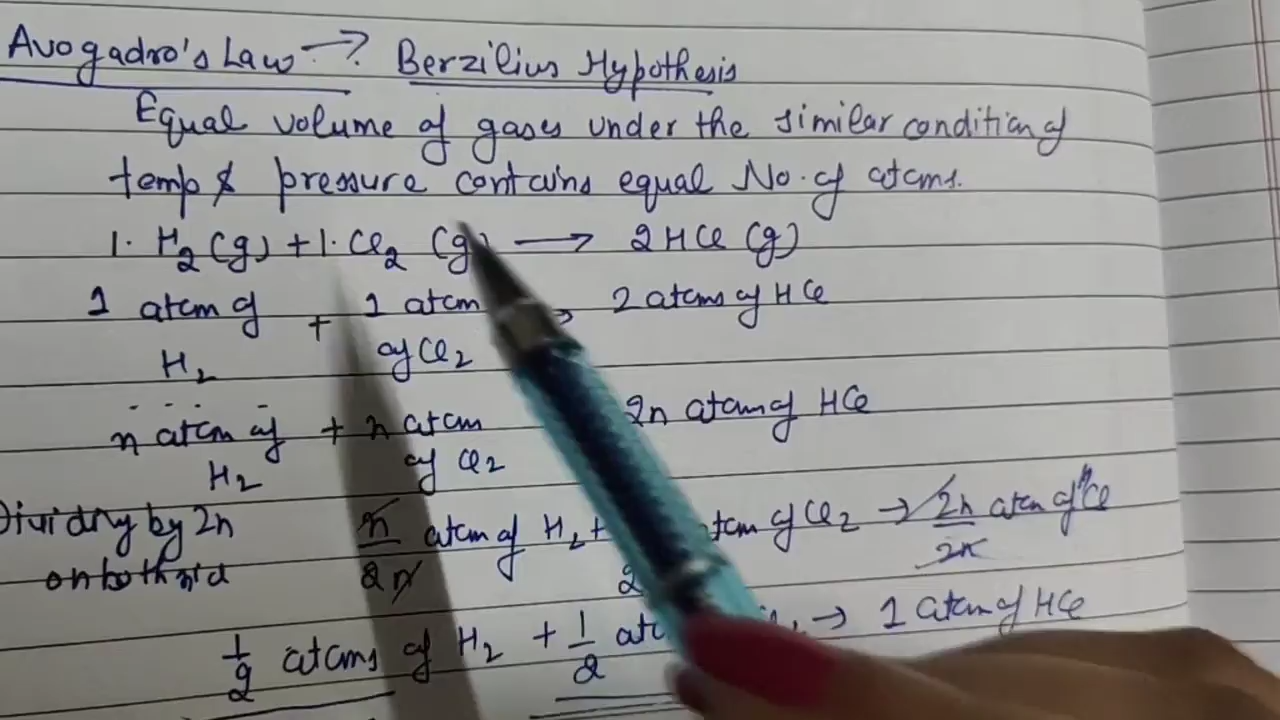 Avogadro's Law → ? Berzilius Hypothesis
Equal volume of gases under the similar condition of
temp & pressure contains equal No. of atoms.
1. H2 (g) + 1. Cl2 (g) → 2 HCl (g)
1 atom of H2 + 1 atom of Cl2 → 2 atoms of HCl
n atom of H2 + n atom of Cl2 2n atom of HCl
Dividing by 2n on both sid
n/2n atom of H2 + atom of Cl2 → 2n/2n atom of HCl
1/2 atoms of H2 + 1/2 → 1 atom of HCl